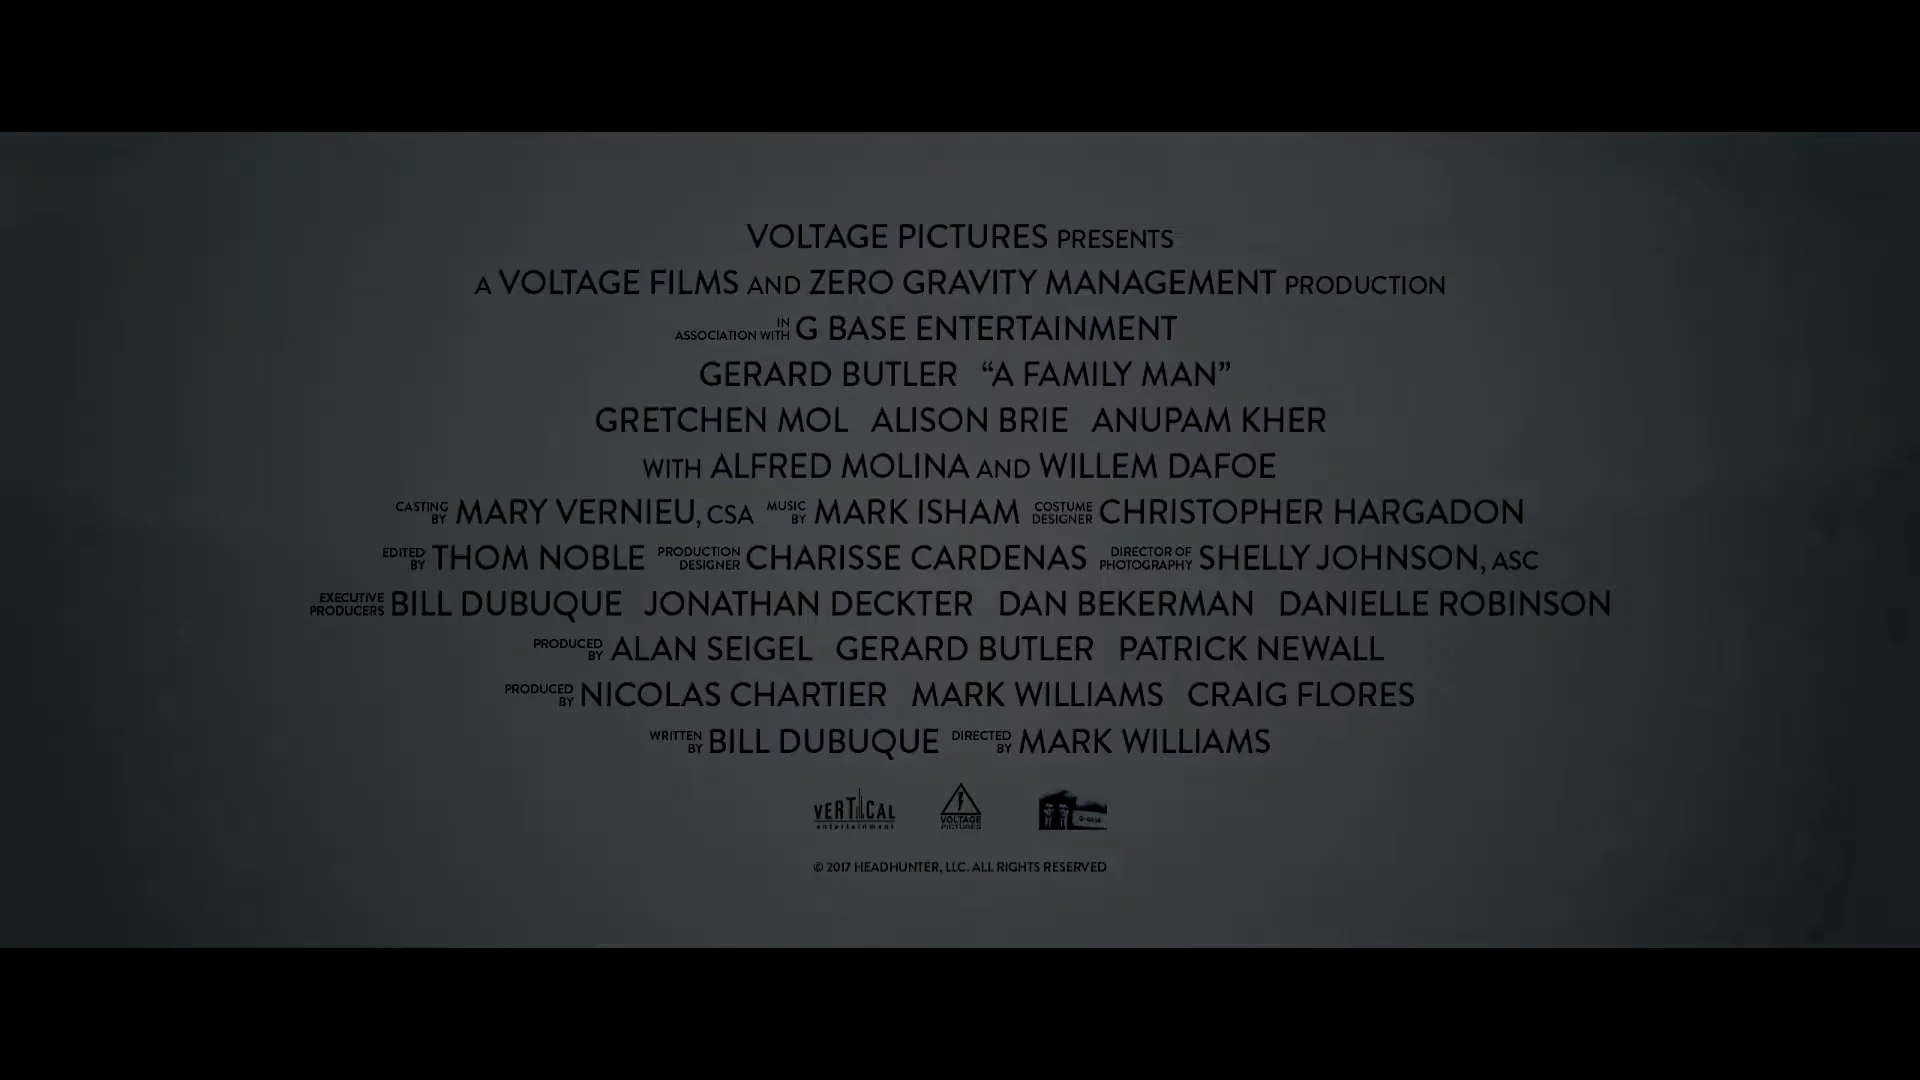 VOLTAGE PICTURES PRESENTS
A VOLTAGE FILMS AND ZERO GRAVITY MANAGEMENT PRODUCTION
IN ASSOCIATION WITH G BASE ENTERTAINMENT
GERARD BUTLER “A FAMILY MAN”
GRETCHEN MOL ALISON BRIE ANUPAM KHER
WITH ALFRED MOLINA AND WILLEM DAFOE
CASTING BY MARY VERNIEU, CSA MUSIC BY MARK ISHAM COSTUME DESIGNER CHRISTOPHER HARGADON
EDITED BY THOM NOBLE PRODUCTION DESIGNER CHARISSE CARDENAS DIRECTOR OF PHOTOGRAPHY SHELLY JOHNSON, ASC
EXECUTIVE PRODUCERS BILL DUBUQUE JONATHAN DECKTER DAN BEKERMAN DANIELLE ROBINSON
PRODUCED BY ALAN SEIGEL GERARD BUTLER PATRICK NEWALL
PRODUCED BY NICOLAS CHARTIER MARK WILLIAMS CRAIG FLORES
WRITTEN BY BILL DUBUQUE DIRECTED BY MARK WILLIAMS
VERTICAL entertainment VOLTAGE PICTURES G-BASE
© 2017 HEADHUNTER, LLC. ALL RIGHTS RESERVED